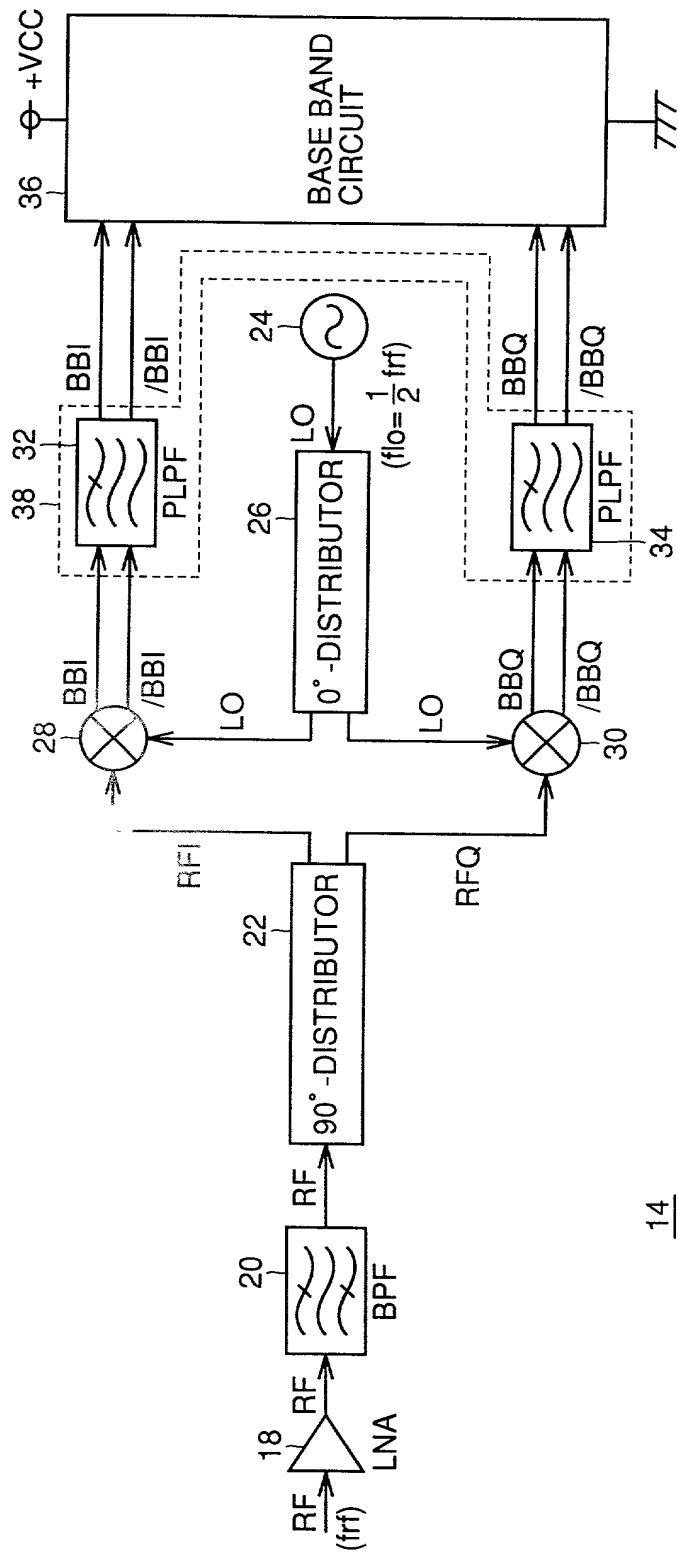 RF
(frf)
18
LNA
RF
20
BPF
RF
22
90°-DISTRIBUTOR
RFI
RFQ
28
30
LO
LO
BBI
/BBI
BBQ
/BBQ
26
0°-DISTRIBUTOR
LO
(flo=1/2 frf)
24
38
32
PLPF
PLPF
34
BBI
/BBI
BBQ
/BBQ
36
+VCC
BASE BAND
CIRCUIT
14